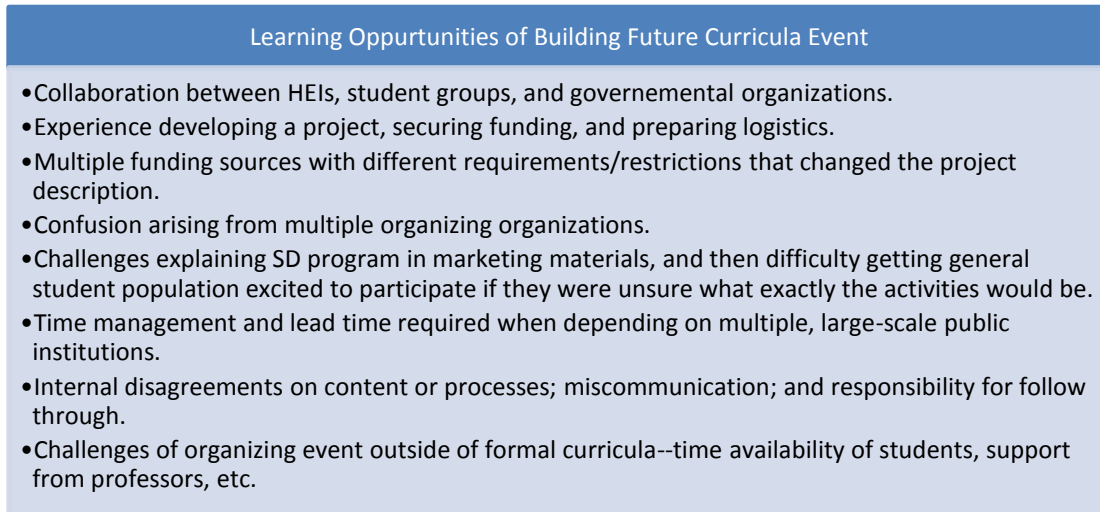 Learning Oppurtunities of Building Future Curricula Event
•Collaboration between HEIs, student groups, and governemental organizations.
•Experience developing a project, securing funding, and preparing logistics.
•Multiple funding sources with different requirements/restrictions that changed the project
description.
•Confusion arising from multiple organizing organizations.
•Challenges explaining SD program in marketing materials, and then difficulty getting general
student population excited to participate if they were unsure what exactly the activities would be.
•Time management and lead time required when depending on multiple, large-scale public
institutions.
•Internal disagreements on content or processes; miscommunication; and responsibility for follow
through.
•Challenges of organizing event outside of formal curricula--time availability of students, support
from professors, etc.